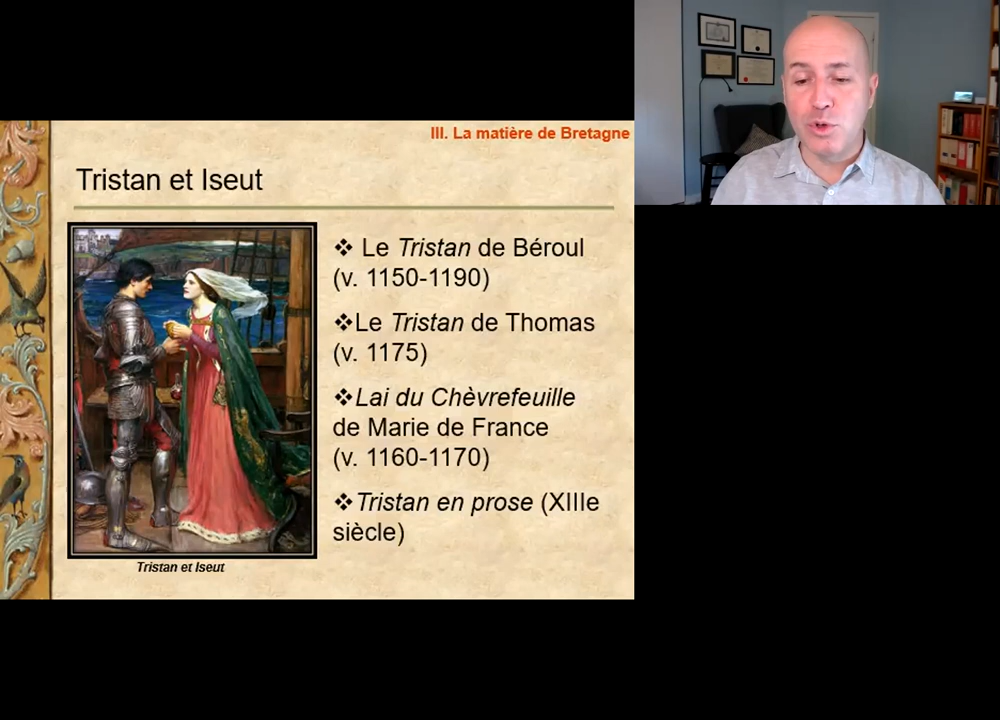 III. La matière de Bretagne
Tristan et Iseut
❖ Le Tristan de Béroul
(v. 1150-1190)
❖Le Tristan de Thomas
(v. 1175)
❖Lai du Chèvrefeuille
de Marie de France
(v. 1160-1170)
❖Tristan en prose (XIIIe
siècle)
Tristan et Iseut